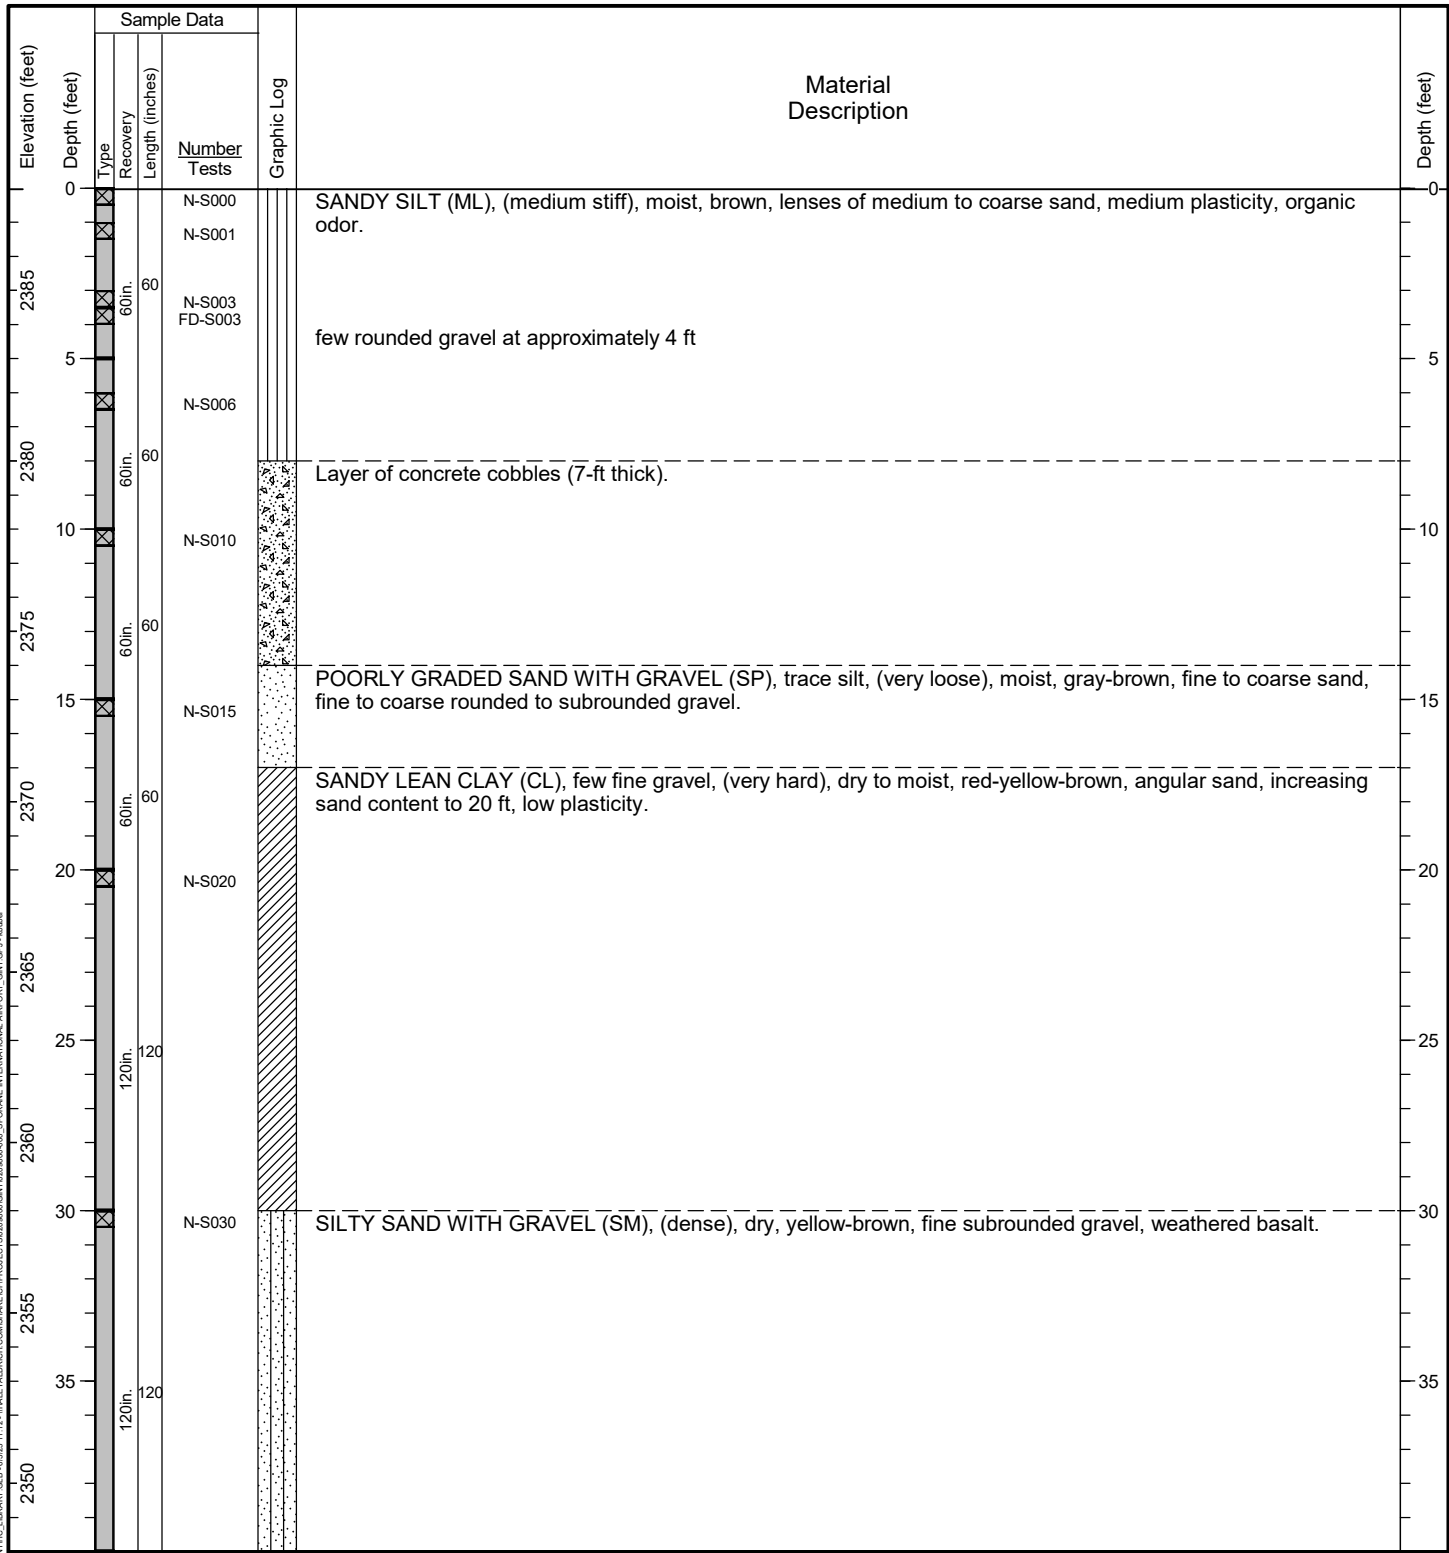 Sample Data
Elevation (feet)
Depth (feet)
Type
Recovery
Length (inches)
Number
Tests
Graphic Log
Material
Description
Depth (feet)
0
N-S000
SANDY SILT (ML), (medium stiff), moist, brown, lenses of medium to coarse sand, medium plasticity, organic
odor.
0
N-S001
2385
60in.
60
N-S003
FD-S003
few rounded gravel at approximately 4 ft
5
5
N-S006
2380
60in.
60
Layer of concrete cobbles (7-ft thick).
10
N-S010
10
2375
60in.
60
POORLY GRADED SAND WITH GRAVEL (SP), trace silt, (very loose), moist, gray-brown, fine to coarse sand,
fine to coarse rounded to subrounded gravel.
15
N-S015
15
SANDY LEAN CLAY (CL), few fine gravel, (very hard), dry to moist, red-yellow-brown, angular sand, increasing
sand content to 20 ft, low plasticity.
2370
60in.
60
20
N-S020
20
2365
25
120in.
120
25
2360
30
N-S030
SILTY SAND WITH GRAVEL (SM), (dense), dry, yellow-brown, fine subrounded gravel, weathered basalt.
30
2355
35
120in.
120
35
2350